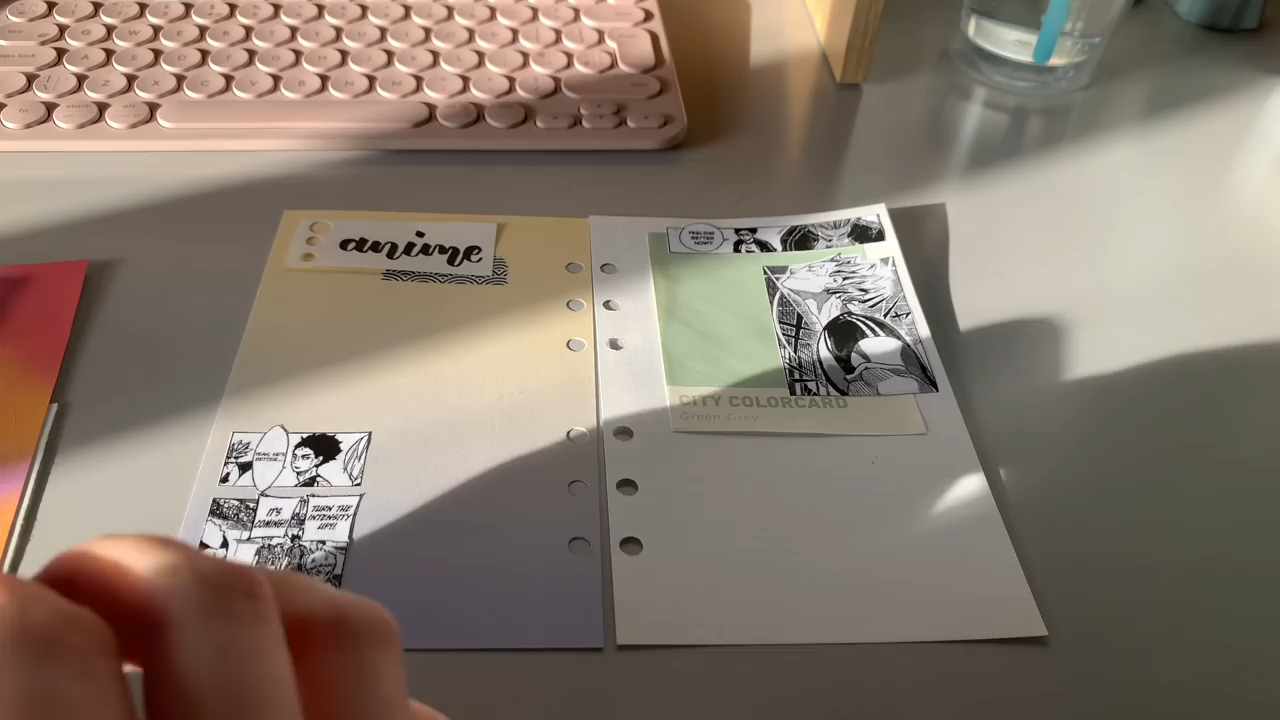 anime
FEELING
BETTER
NOW?
CITY COLORCARD
Green Grey
YEAH, HE'S
BETTER...
IT'S
COMING!!
TURN THE
INTENSITY
UP!!